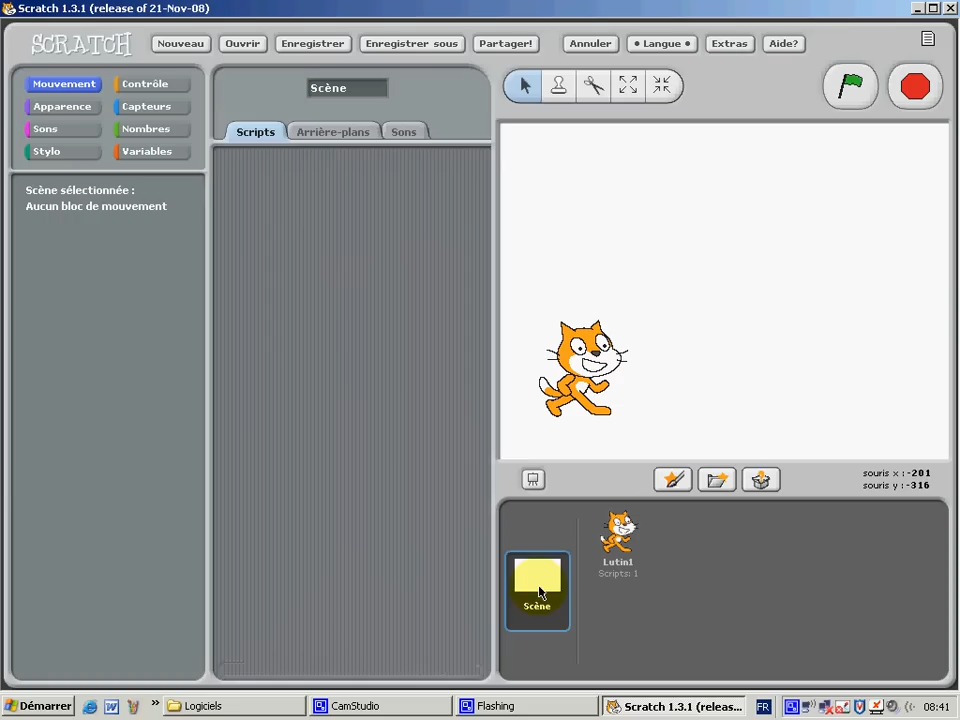 Scratch 1.3.1 (release of 21-Nov-08)
SCRATCH
Nouveau
Ouvrir
Enregistrer
Enregistrer sous
Partager!
Annuler
• Langue •
Extras
Aide?
Mouvement
Contrôle
Apparence
Capteurs
Sons
Nombres
Stylo
Variables
Scène sélectionnée :
Aucun bloc de mouvement
Scène
Scripts
Arrière-plans
Sons
souris x : -201
souris y : -316
Lutin1
Scripts: 1
Scène
Démarrer
»
Logiciels
CamStudio
Flashing
Scratch 1.3.1 (releas...
FR
08:41